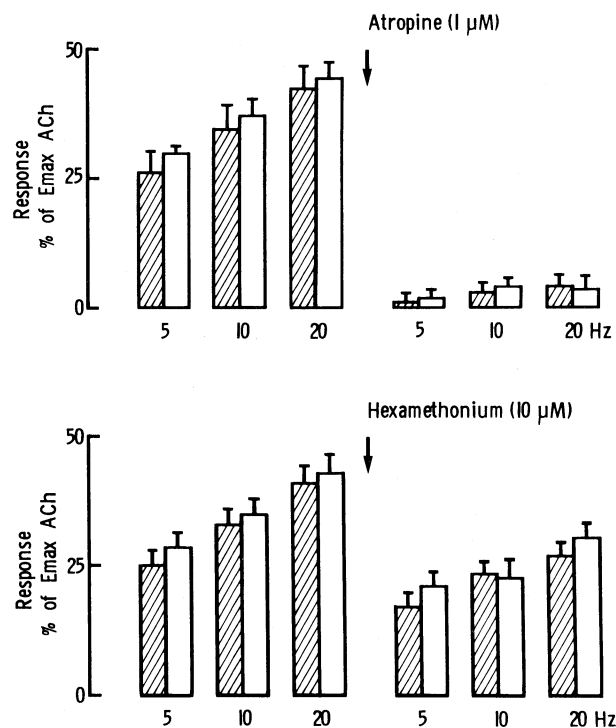 Atropine (1 µM)
50
25
0
Response
% of Emax ACh
5 10 20 5 10 20 Hz
Hexamethonium (10 µM)
50
25
0
Response
% of Emax ACh
5 10 20 5 10 20 Hz